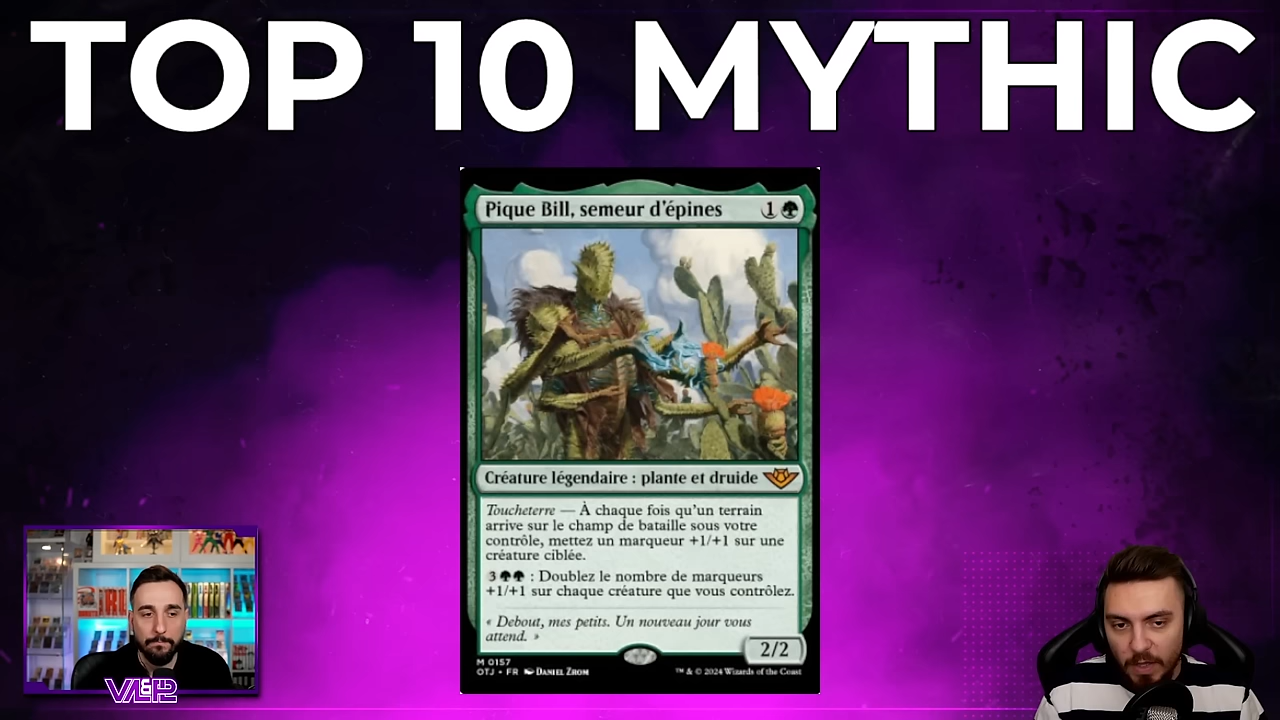 TOP 10 MYTHIC
Pique Bill, semeur d'épines 1
Créature légendaire : plante et druide
Toucheterre — À chaque fois qu'un terrain
arrive sur le champ de bataille sous votre
contrôle, mettez un marqueur +1/+1 sur une
créature ciblée.
3 : Doublez le nombre de marqueurs
+1/+1 sur chaque créature que vous contrôlez.
« Debout, mes petits. Un nouveau jour vous
attend. »
2/2
M 0157
OTJ • FR DANIEL ZROM
™ & © 2024 Wizards of the Coast